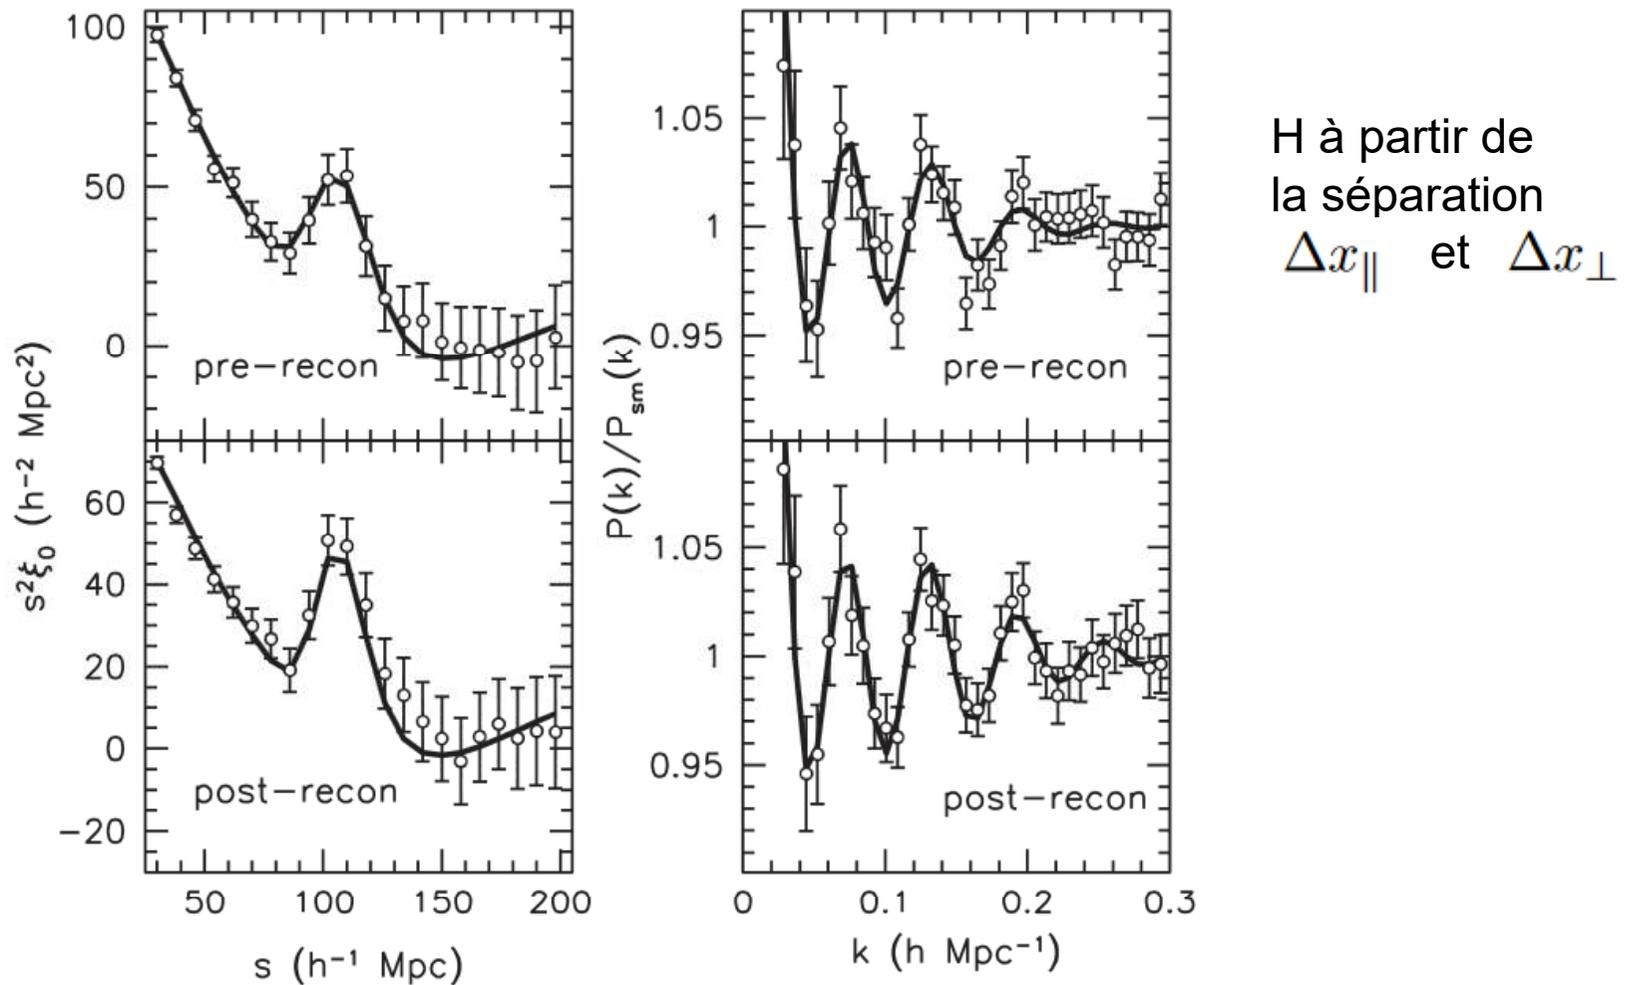 100
50
0
pre-recon
s²ξ₀ (h⁻² Mpc²)
60
40
20
0
-20
post-recon
50 100 150 200
s (h⁻¹ Mpc)
1.05
1
0.95
pre-recon
P(k)/Pₛₘ(k)
1.05
1
0.95
post-recon
0 0.1 0.2 0.3
k (h Mpc⁻¹)
H à partir de
la séparation
Δx∥ et Δx⊥